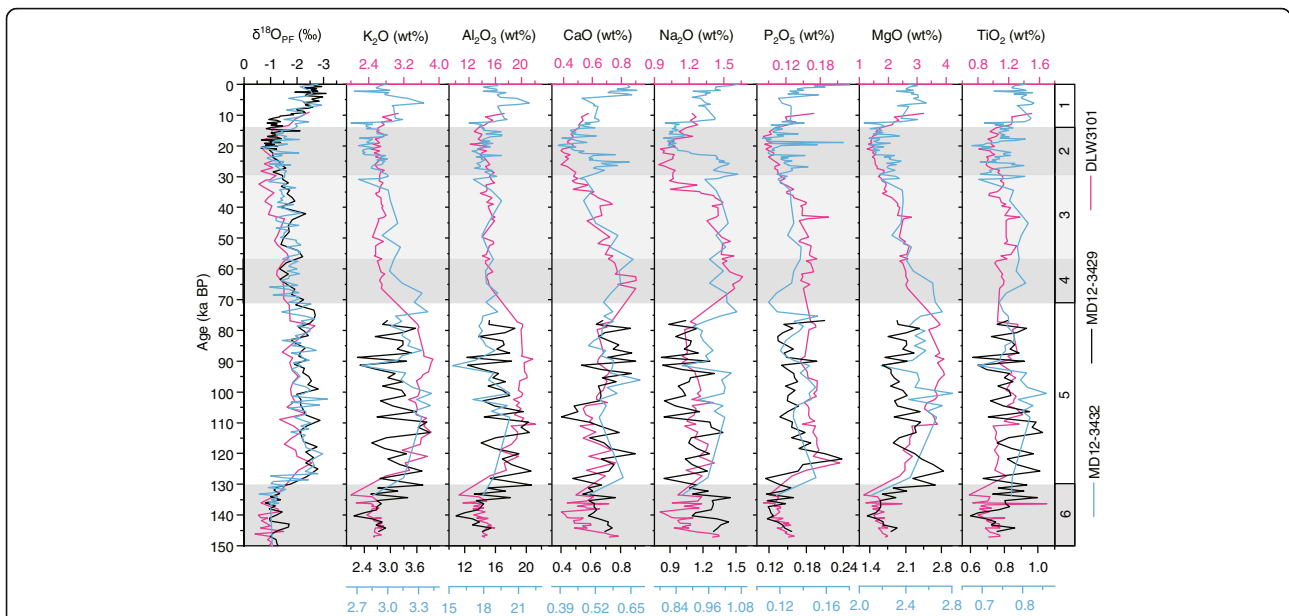 δ18OPF (‰) K2O (wt%) Al2O3 (wt%) CaO (wt%) Na2O (wt%) P2O5 (wt%) MgO (wt%) TiO2 (wt%)
0 -1 -2 -3 2.4 3.2 4.0 12 16 20 0.4 0.6 0.8 0.9 1.2 1.5 0.12 0.18 1 2 3 4 0.8 1.2 1.6
Age (ka BP)
0
10
20
30
40
50
60
70
80
90
100
110
120
130
140
150
1
2
3
4
5
6
DLW3101
MD12-3429
MD12-3432
2.4 3.0 3.6 12 16 20 0.4 0.6 0.8 0.9 1.2 1.5 0.12 0.18 0.24 1.4 2.1 2.8 0.6 0.8 1.0
2.7 3.0 3.3 15 18 21 0.39 0.52 0.65 0.84 0.96 1.08 0.12 0.16 2.0 2.4 2.8 0.7 0.8